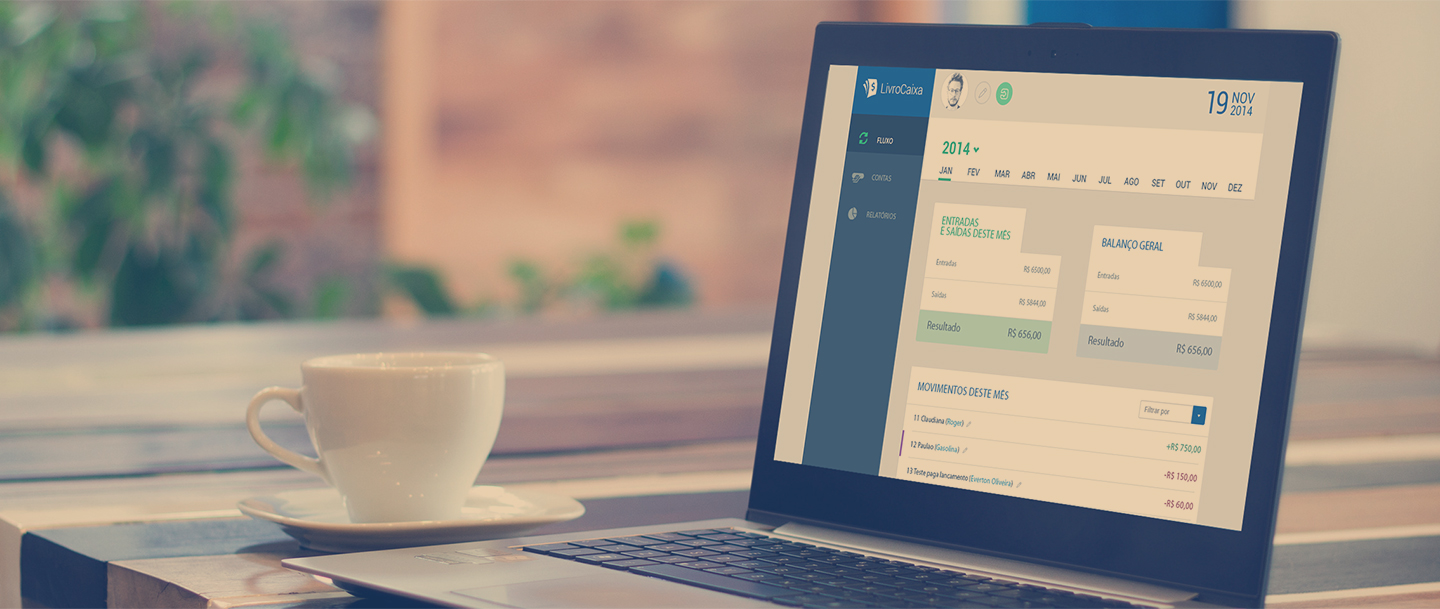 LivroCaixa
19 NOV
2014
FLUXO
CONTAS
RELATÓRIOS
2014
JAN FEV MAR ABR MAI JUN JUL AGO SET OUT NOV DEZ
ENTRADAS
E SAÍDAS DESTE MÊS
Entradas R$ 6500,00
Saídas R$ 5844,00
Resultado R$ 656,00
BALANÇO GERAL
Entradas R$ 6500,00
Saídas R$ 5844,00
Resultado R$ 656,00
MOVIMENTOS DESTE MÊS
Filtrar por
11 Claudiana (Roger) +R$ 750,00
12 Paulao (Gasolina) -R$ 150,00
13 Teste paga lancamento (Everton Oliveira) -R$ 60,00